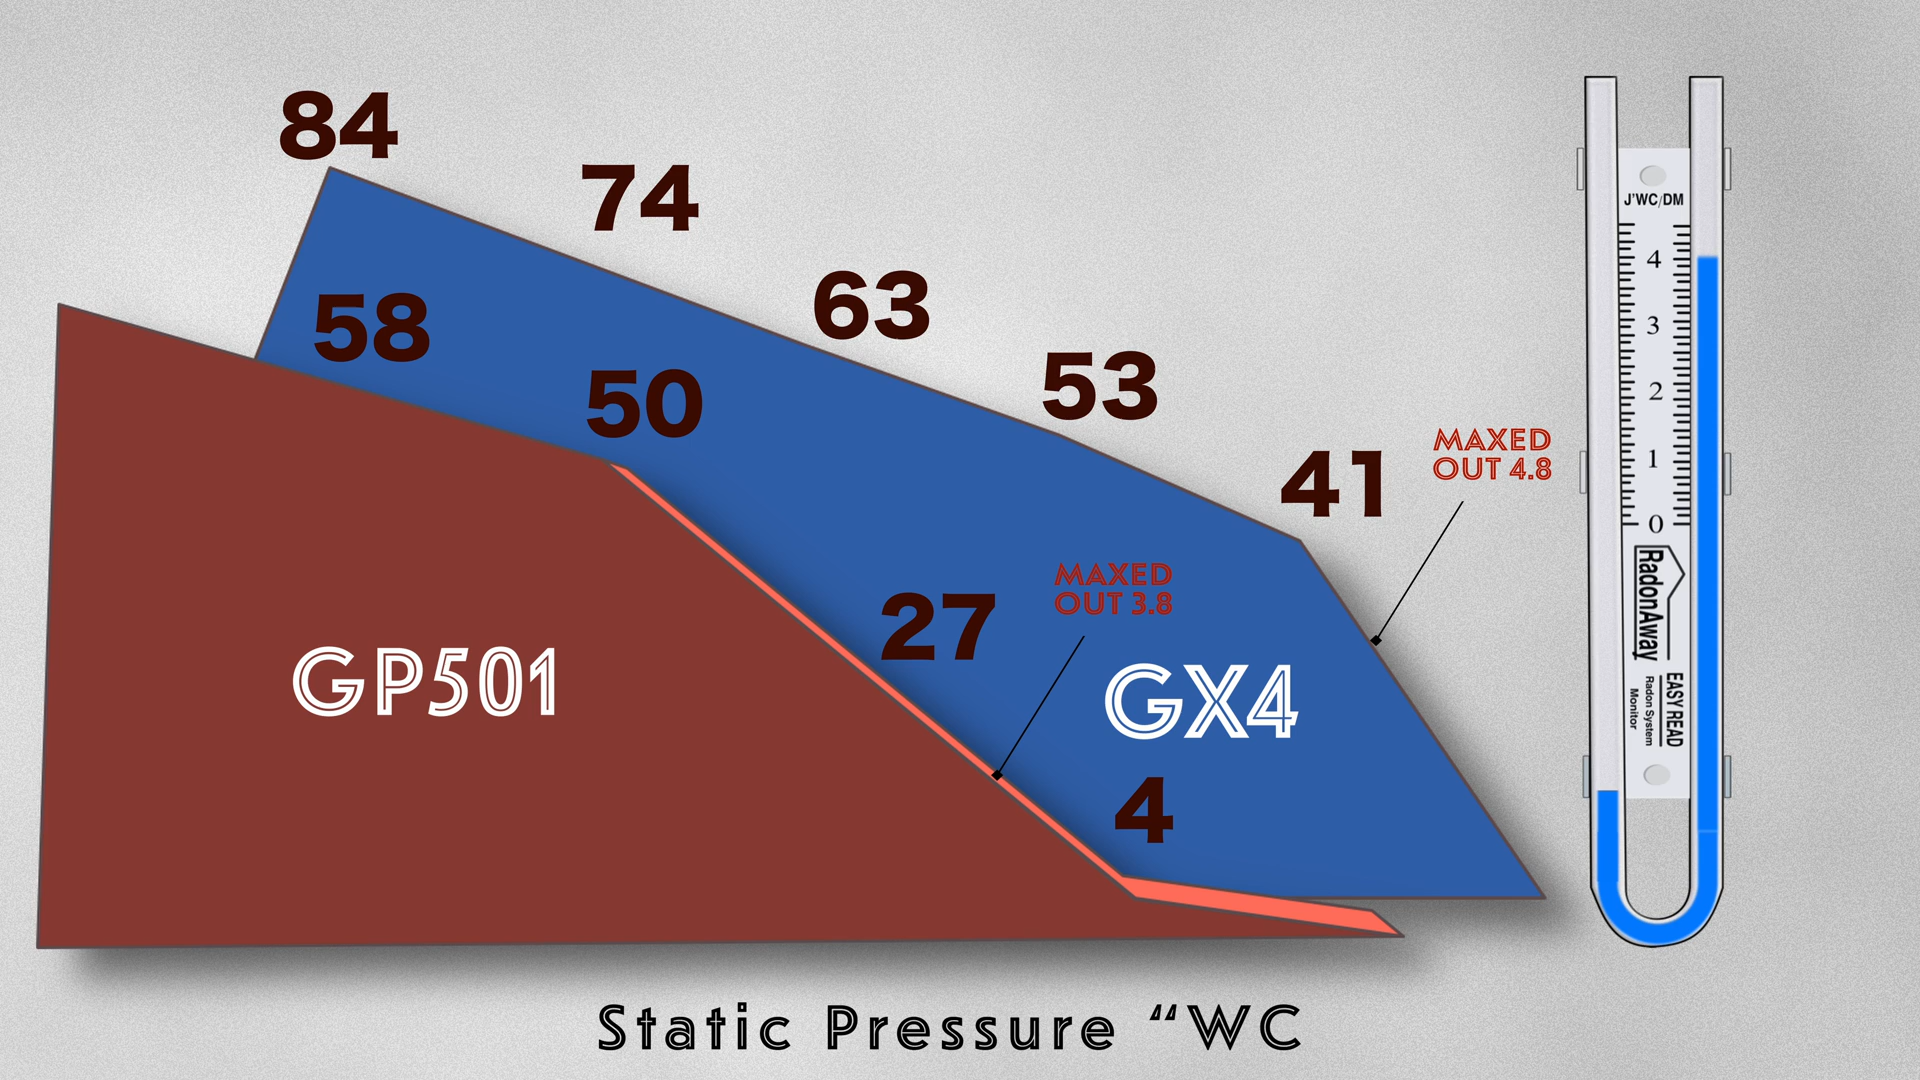 84
74
63
58
50
53
41
MAXED
OUT 4.8
27
MAXED
OUT 3.8
GP501
GX4
4
Static Pressure “WC
J'WC/DM
4
3
2
1
0
RadonAway
EASY READ
Radon System
Monitor